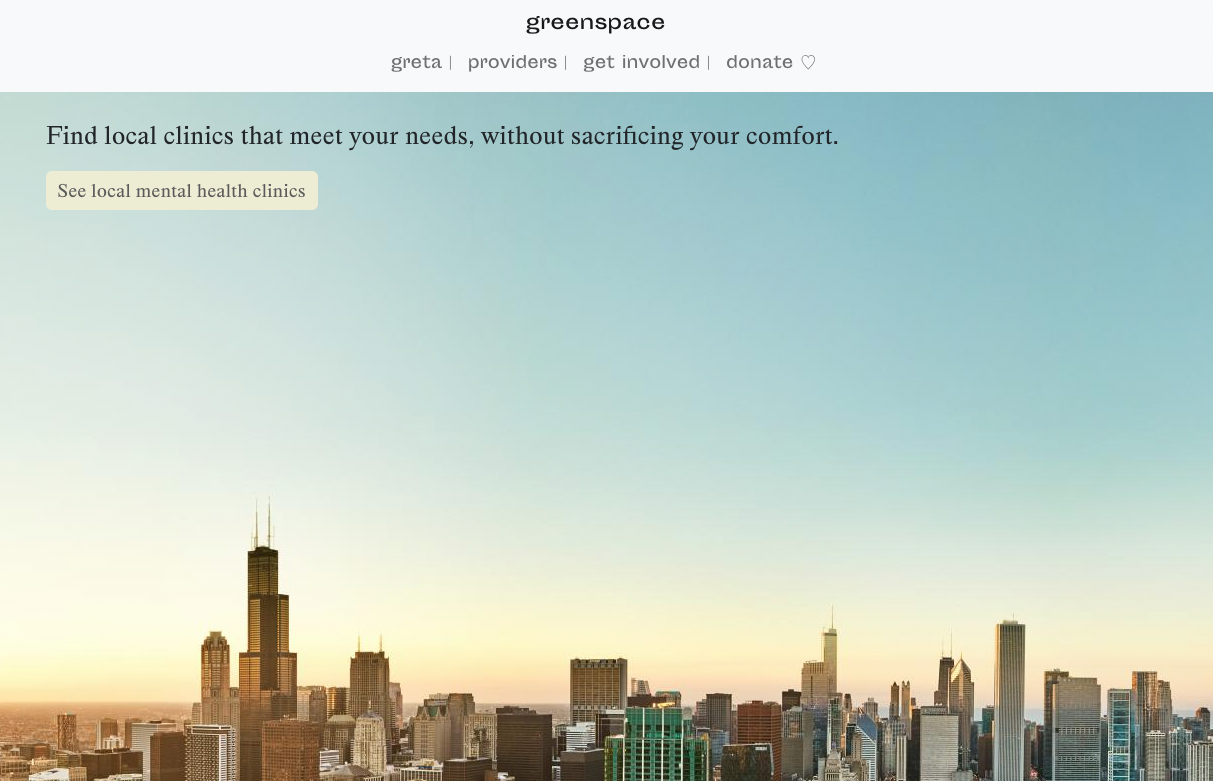 greenspace
greta | providers | get involved | donate ♡
Find local clinics that meet your needs, without sacrificing your comfort.
See local mental health clinics